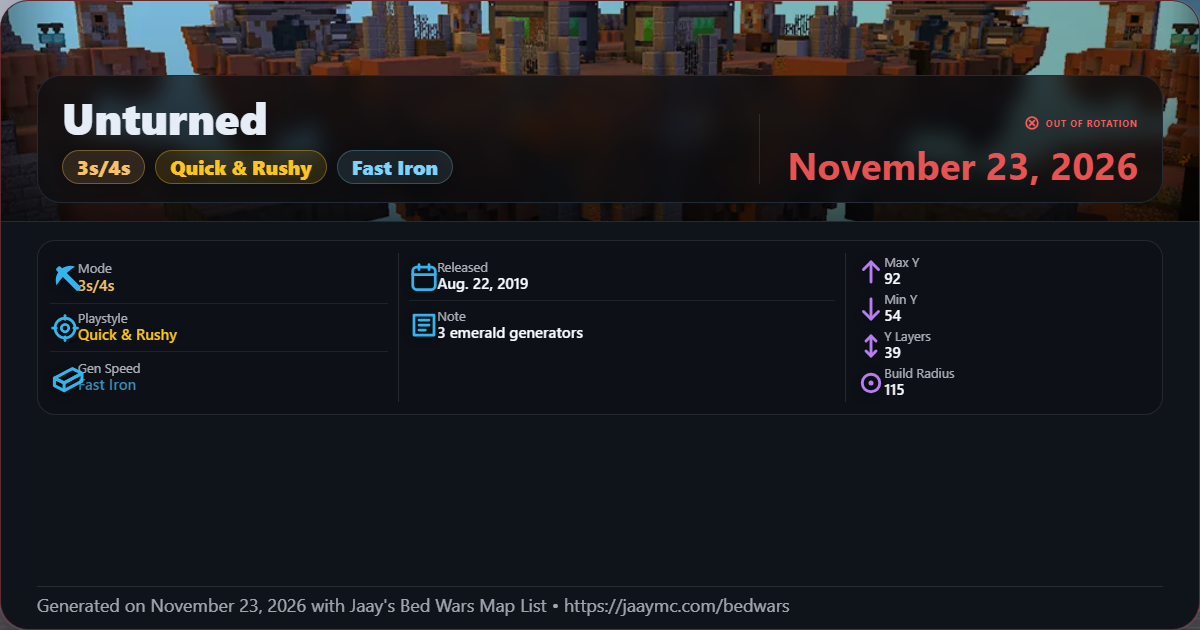 Unturned
3s/4s
Quick & Rushy
Fast Iron
OUT OF ROTATION
November 23, 2026
Mode
3s/4s
Playstyle
Quick & Rushy
Gen Speed
Fast Iron
Released
Aug. 22, 2019
Note
3 emerald generators
Max Y
92
Min Y
54
Y Layers
39
Build Radius
115
Generated on November 23, 2026 with Jaay's Bed Wars Map List • https://jaaymc.com/bedwars